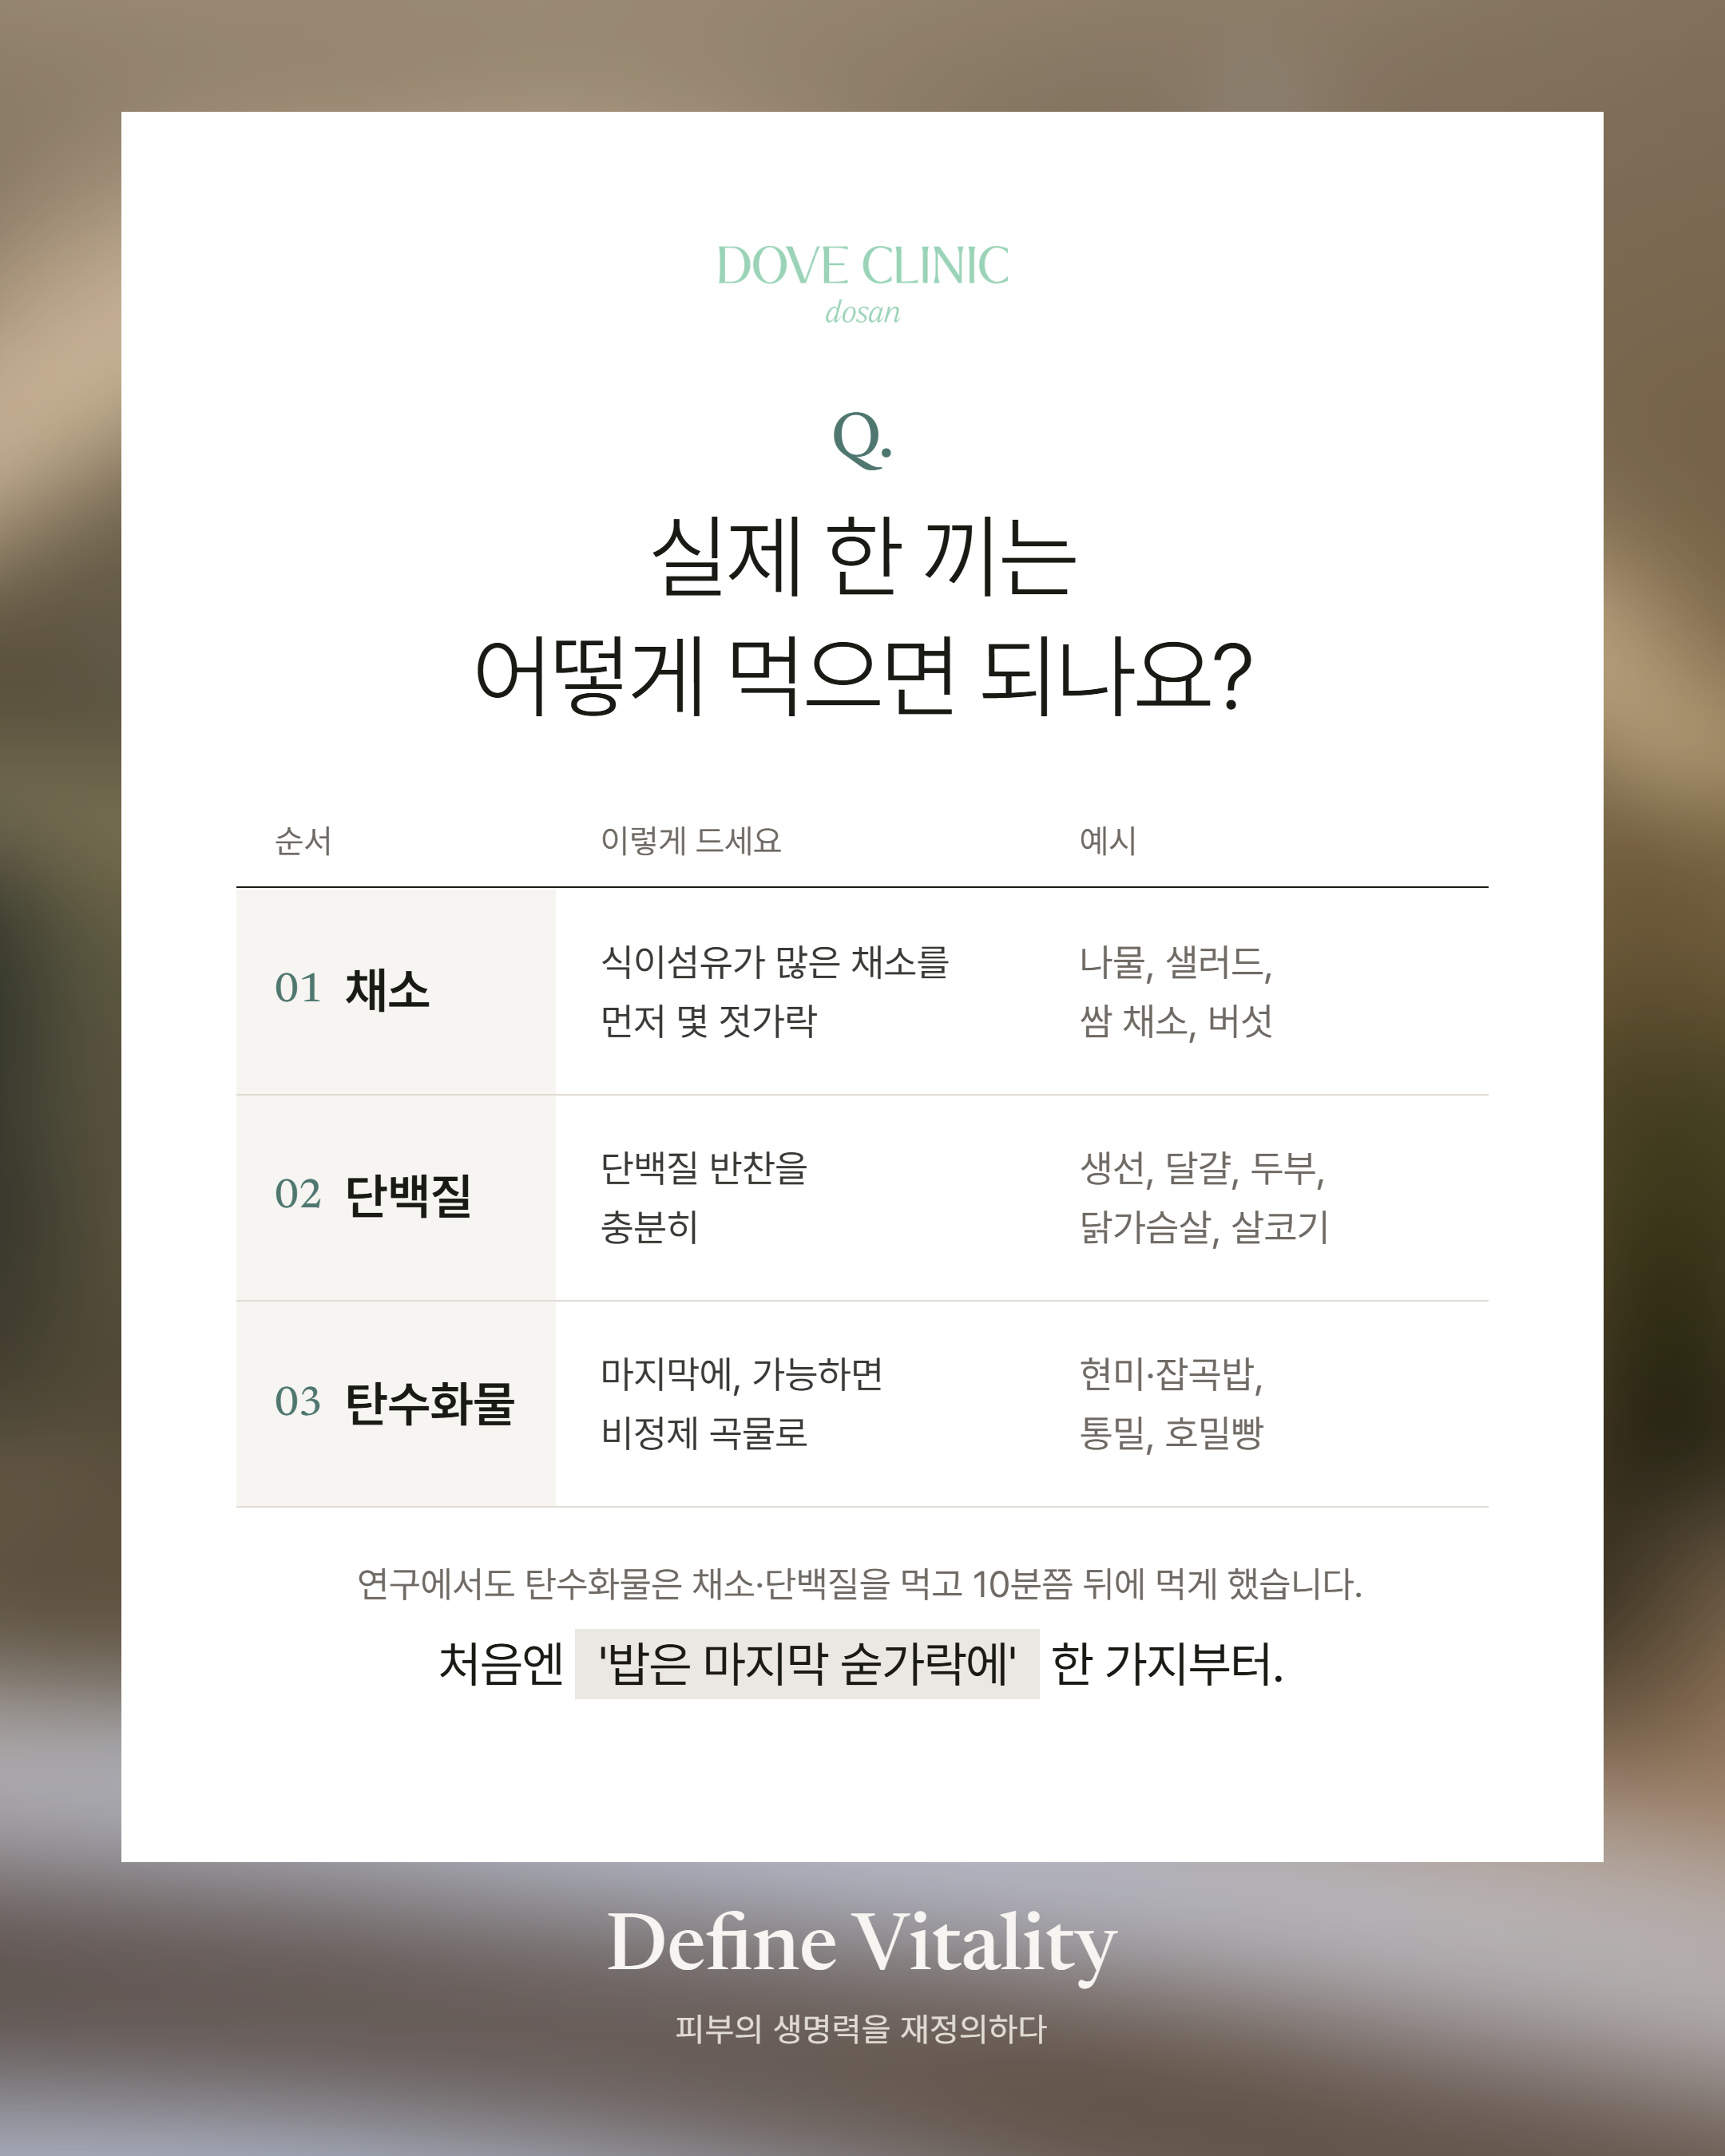 DOVE CLINIC
dosan
Q.
실제 한 끼는
어떻게 먹으면 되나요?
순서 이렇게 드세요 예시
01 채소 식이섬유가 많은 채소를 먼저 몇 젓가락 나물, 샐러드, 쌈 채소, 버섯
02 단백질 단백질 반찬을 충분히 생선, 달걀, 두부, 닭가슴살, 살코기
03 탄수화물 마지막에, 가능하면 비정제 곡물로 현미·잡곡밥, 통밀, 호밀빵
연구에서도 탄수화물은 채소·단백질을 먹고 10분쯤 뒤에 먹게 했습니다.
처음엔 '밥은 마지막 숟가락에' 한 가지부터.
Define Vitality
피부의 생명력을 재정의하다